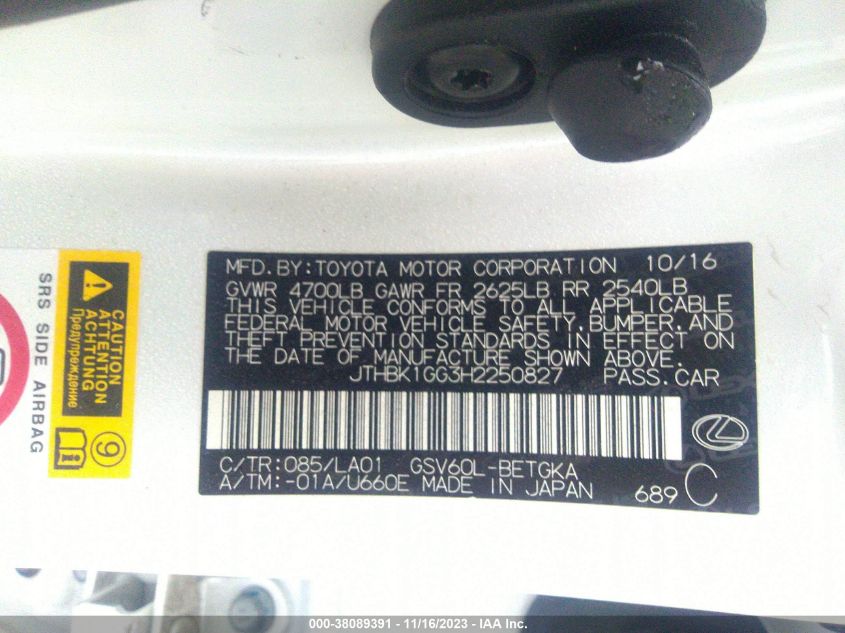 MFD.BY:TOYOTA MOTOR CORPORATION 10/16
GVWR 4700LB GAWR FR 2625LB RR 2540LB
THIS VEHICLE CONFORMS TO ALL APPLICABLE
FEDERAL MOTOR VEHICLE SAFETY,BUMPER,AND
THEFT PREVENTION STANDARDS IN EFFECT ON
THE DATE OF MANUFACTURE SHOWN ABOVE.
JTHBK1GG3H2250827 PASS.CAR
C/TR:085/LA01 GSV60L-BETGKA
A/TM:-01A/U660E MADE IN JAPAN 689 C
SRS SIDE AIRBAG
CAUTION
ATTENTION
ACHTUNG
Предупреждение
9
000-38089391 - 11/16/2023 - IAA Inc.